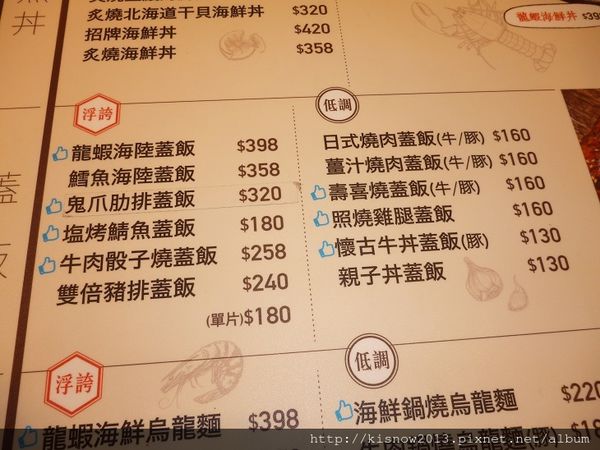 炙燒北海道干貝海鮮丼 $320
招牌海鮮丼 $420
炙燒海鮮丼 $358
龍蝦海鮮丼
丼
浮誇
龍蝦海陸蓋飯 $398
鱈魚海陸蓋飯 $358
鬼爪肋排蓋飯 $320
塩烤鯖魚蓋飯 $180
牛肉骰子燒蓋飯 $258
雙倍豬排蓋飯 $240
(單片)$180
低調
日式燒肉蓋飯(牛/豚) $160
薑汁燒肉蓋飯(牛/豚) $160
壽喜燒蓋飯(牛/豚) $160
照燒雞腿蓋飯 $160
懷古牛丼蓋飯(豚) $130
親子丼蓋飯 $130
蓋
浮誇
龍蝦海鮮烏龍麵 $398
低調
海鮮鍋燒烏龍麵 $220
http://kisnow2013.pixnet.net/album